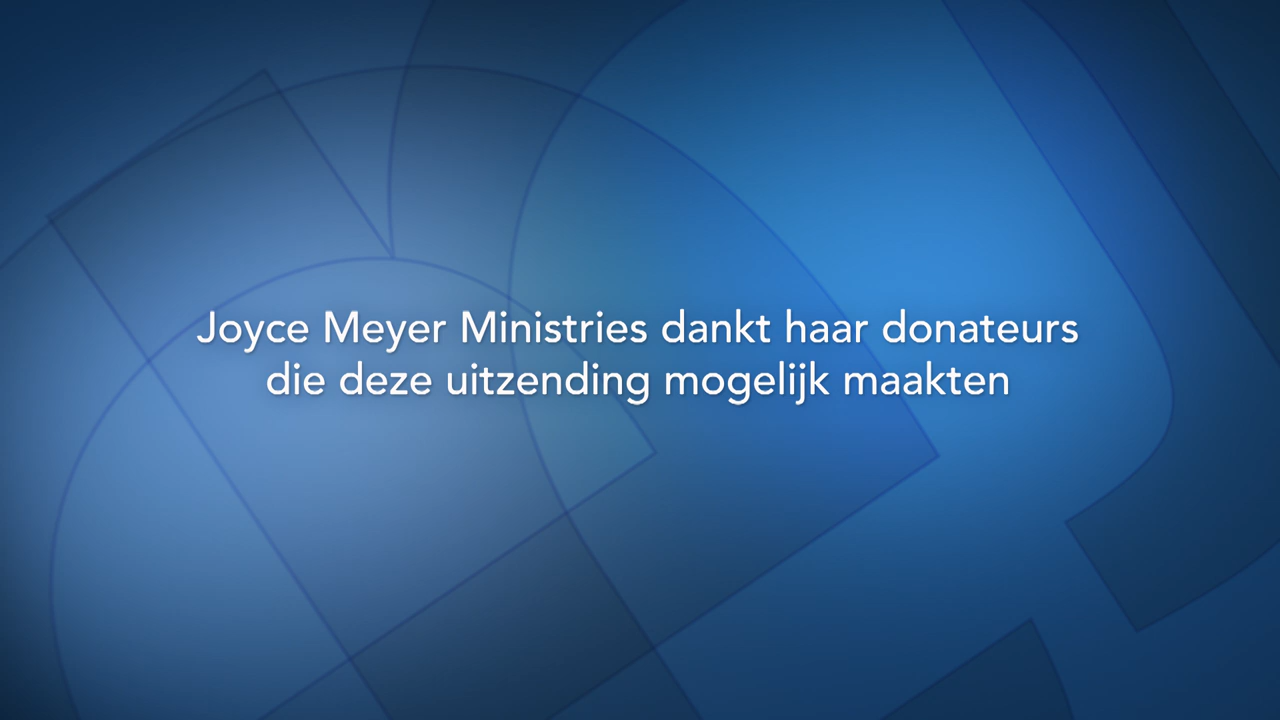 Joyce Meyer Ministries dankt haar donateurs
die deze uitzending mogelijk maakten